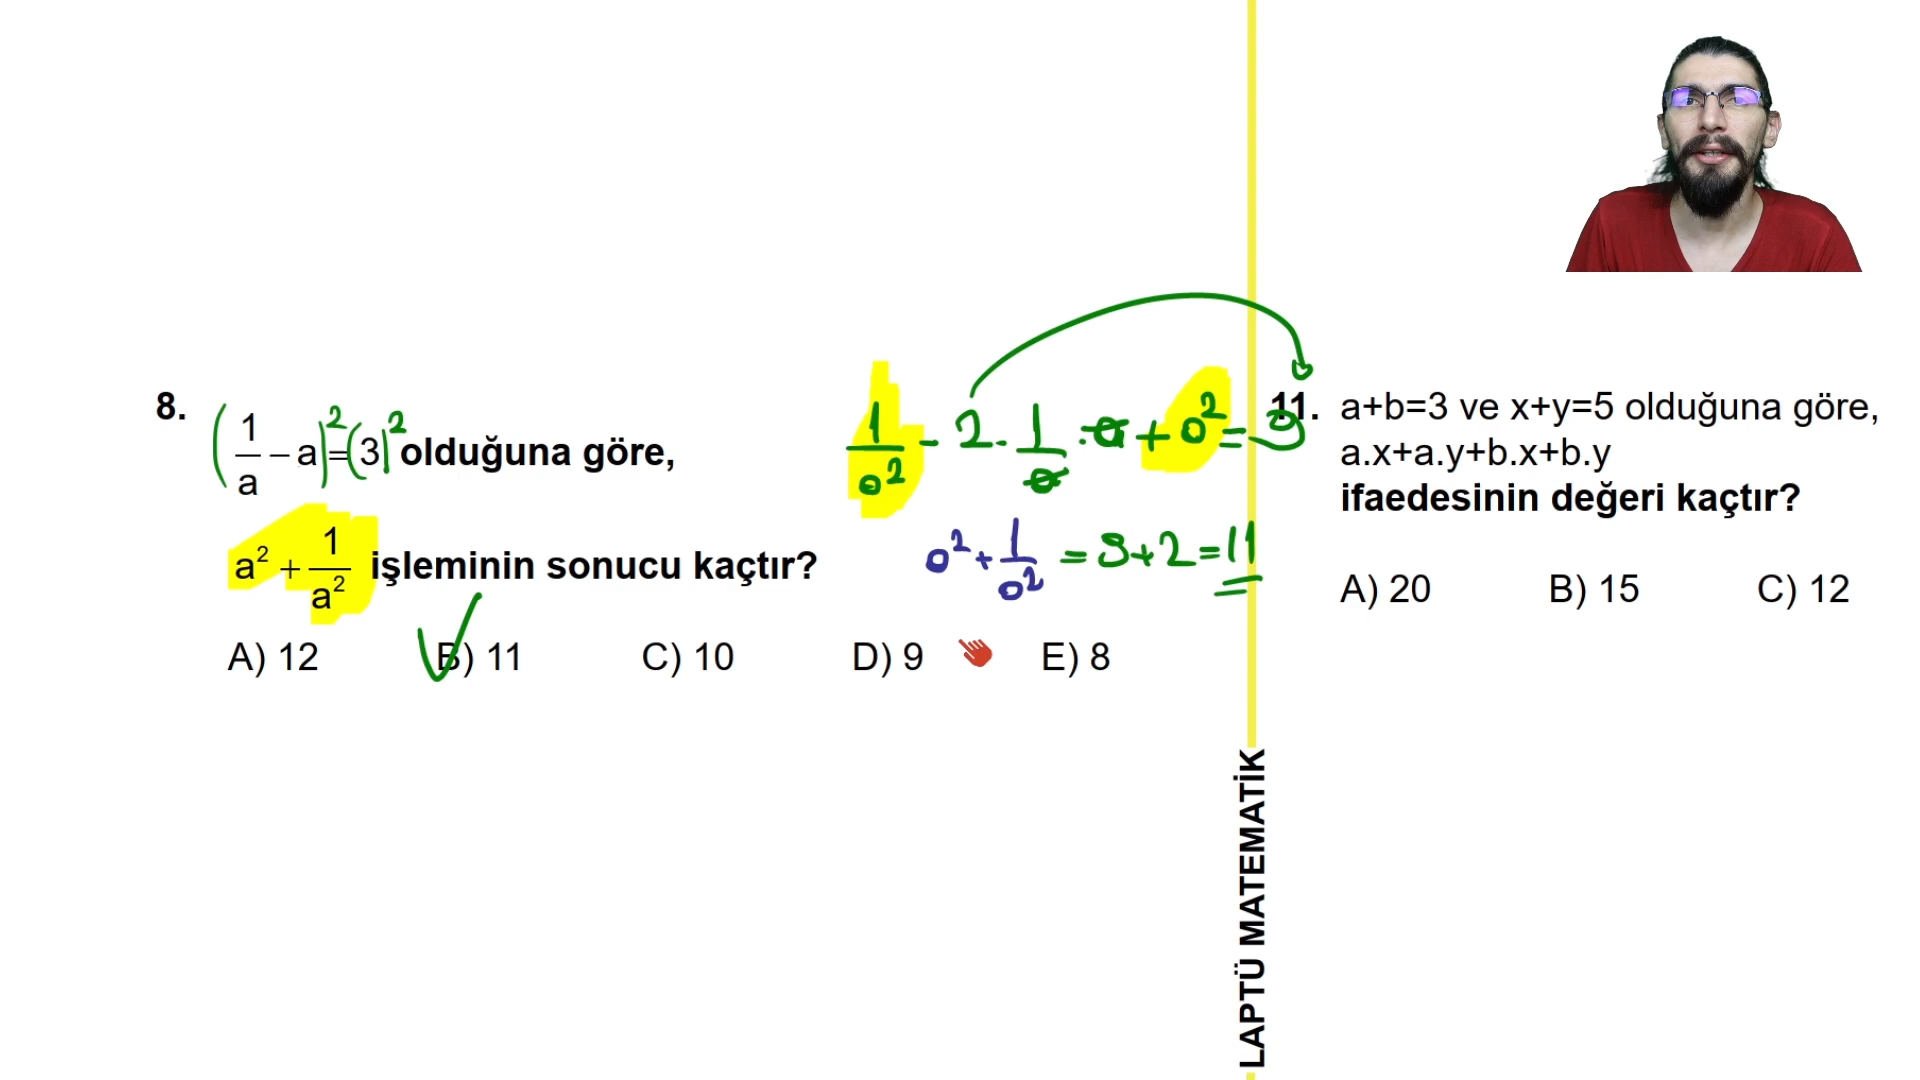 8. (1/a − a)² = (3)² olduğuna göre,
a² + 1/a² işleminin sonucu kaçtır?
A) 12 B) 11 C) 10 D) 9 E) 8
1/a² - 2 · 1/a · a + a² = 9
a² + 1/a² = 9 + 2 = 11
11. a+b=3 ve x+y=5 olduğuna göre,
a.x+a.y+b.x+b.y
ifaedesinin değeri kaçtır?
A) 20 B) 15 C) 12
LAPTÜ MATEMATİK